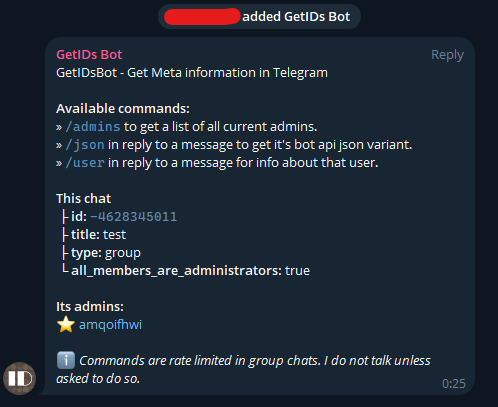 added GetIDs Bot
GetIDs Bot Reply
GetIDsBot - Get Meta information in Telegram
Available commands:
» /admins to get a list of all current admins.
» /json in reply to a message to get it's bot api json variant.
» /user in reply to a message for info about that user.
This chat
├ id: -4628345011
├ title: test
├ type: group
└ all_members_are_administrators: true
Its admins:
⭐ amqoifhwi
ℹ️ Commands are rate limited in group chats. I do not talk unless
asked to do so.
0:25
ID